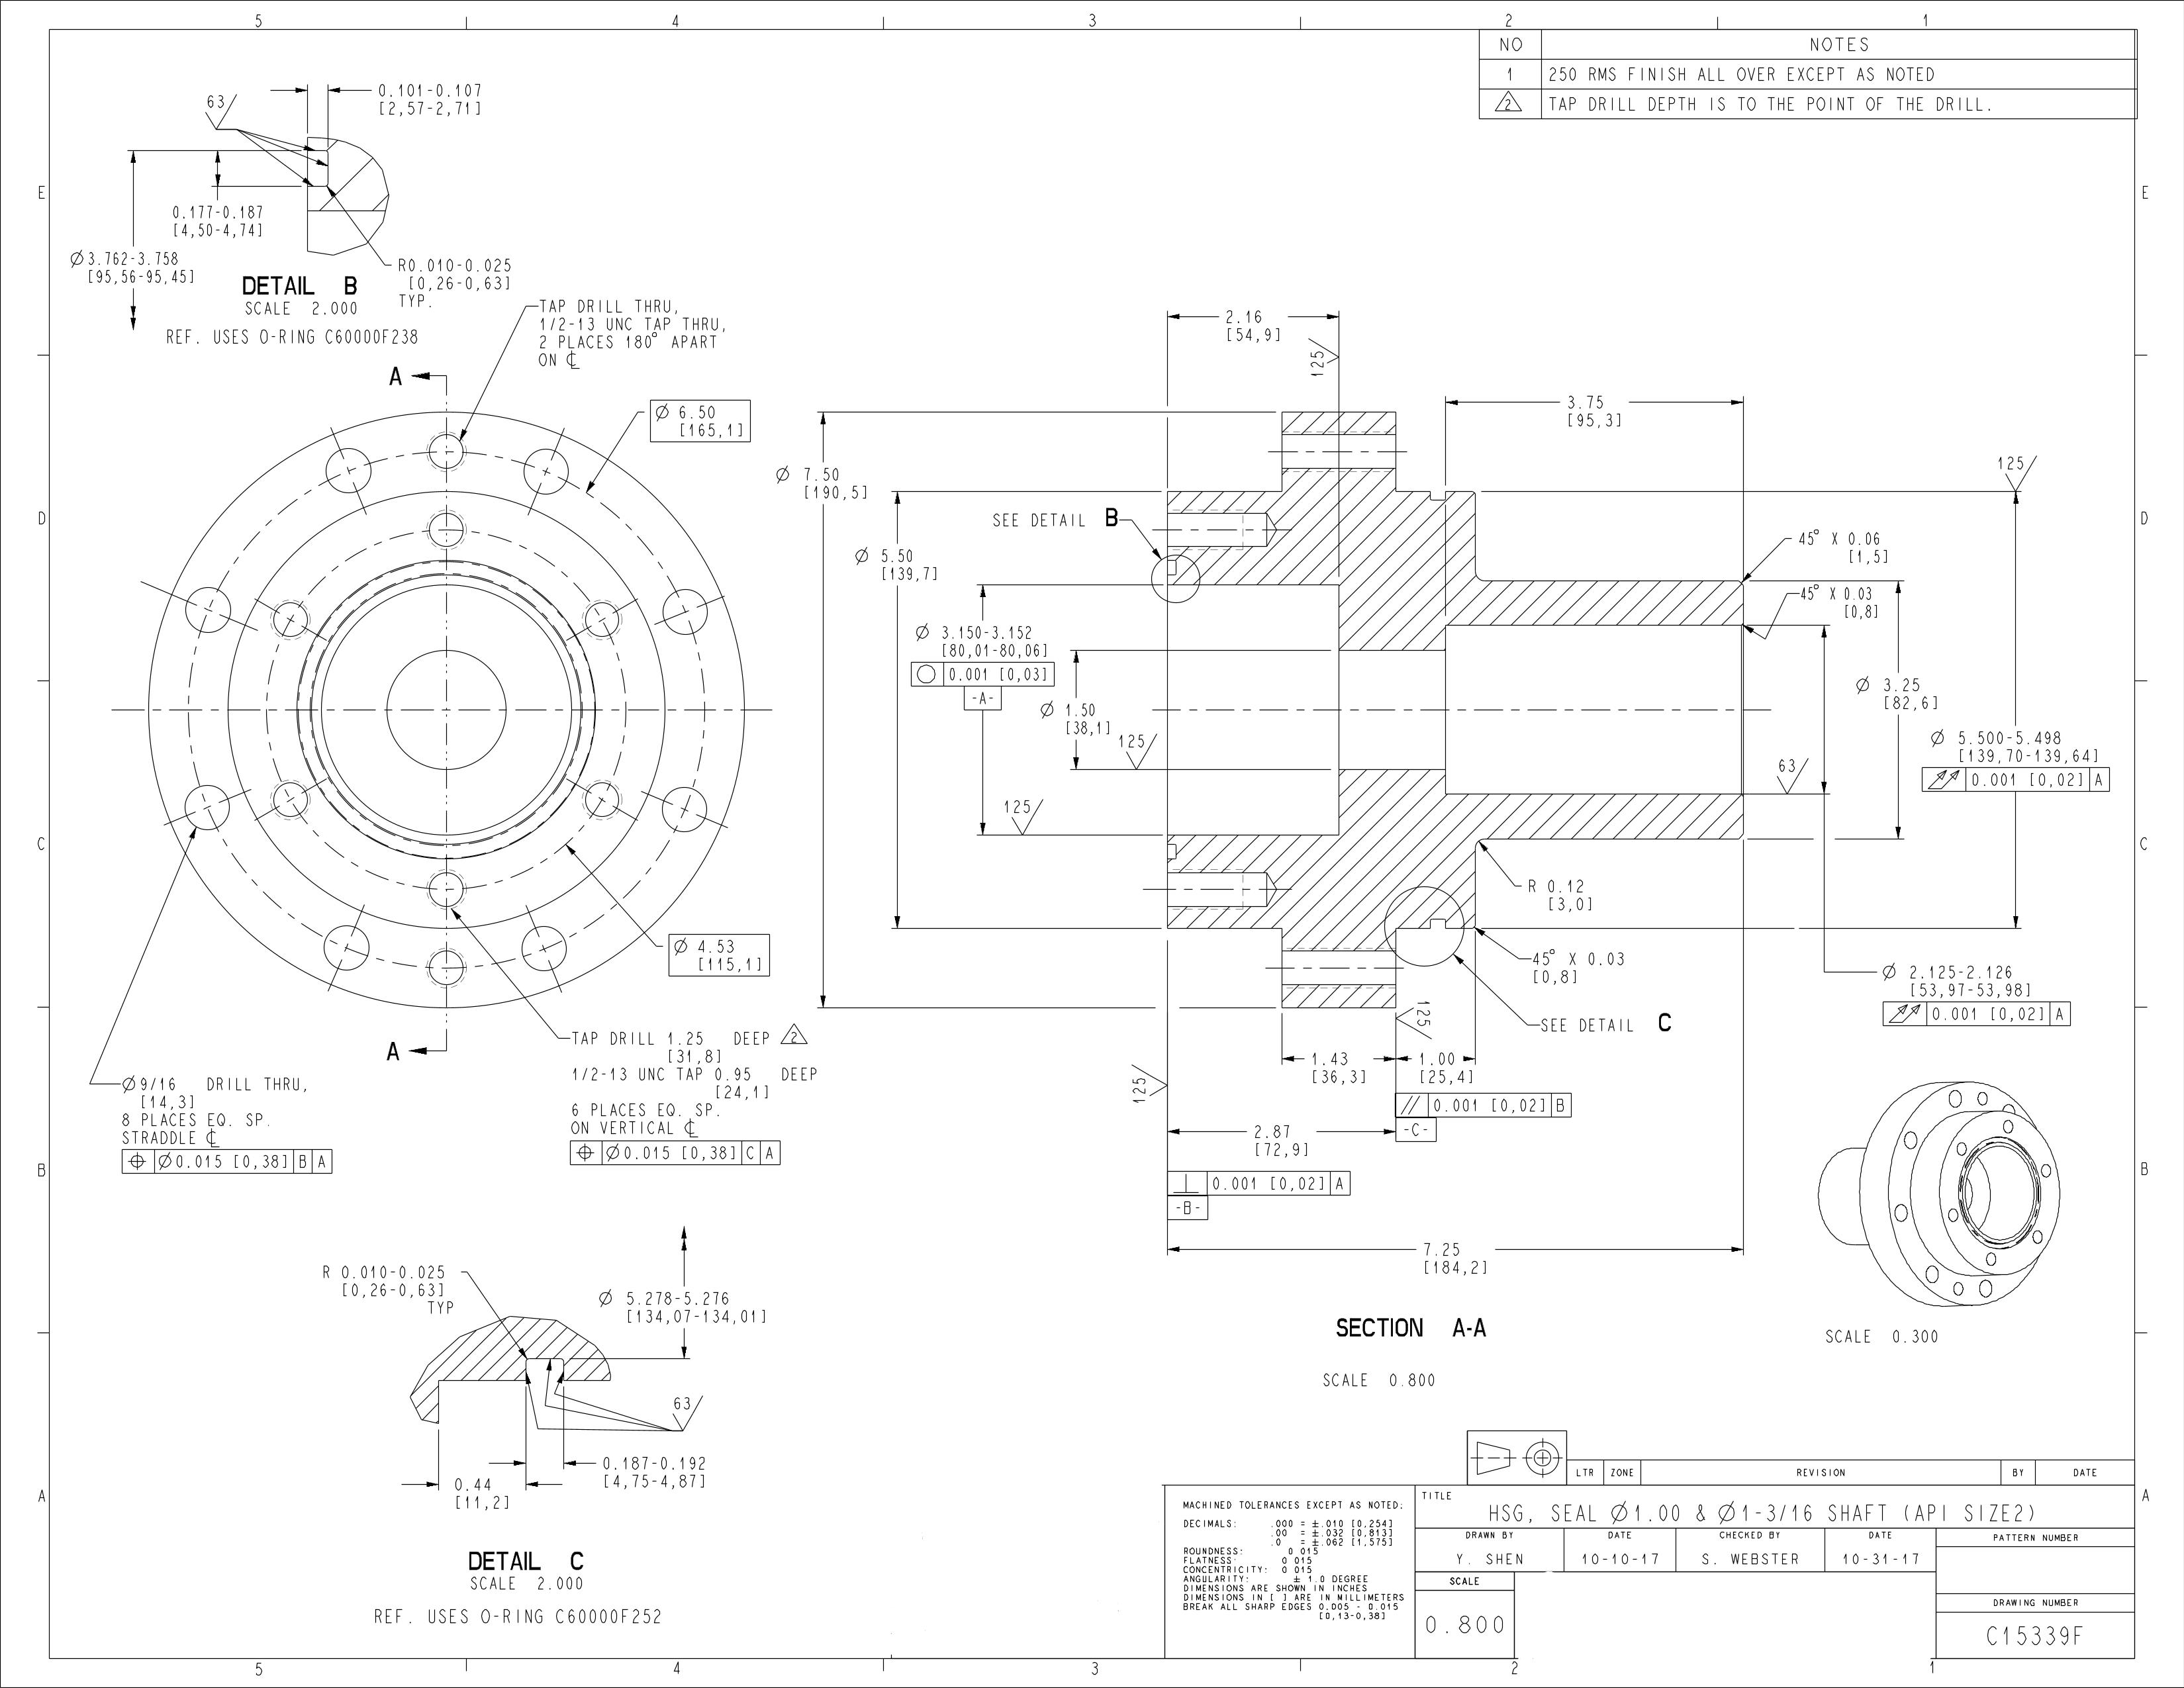 5 4 3 2 1
NO NOTES
1 250 RMS FINISH ALL OVER EXCEPT AS NOTED
2 TAP DRILL DEPTH IS TO THE POINT OF THE DRILL.
E
D
C
B
A
E
D
C
B
A
63
0.101-0.107
[2,57-2,71]
0.177-0.187
[4,50-4,74]
Ø3.762-3.758
[95,56-95,45]
R0.010-0.025
[0,26-0,63]
TYP.
DETAIL B
SCALE 2.000
REF. USES O-RING C60000F238
TAP DRILL THRU,
1/2-13 UNC TAP THRU,
2 PLACES 180° APART
ON ℄
A
Ø 6.50
[165,1]
Ø 4.53
[115,1]
A
TAP DRILL 1.25 DEEP 2
[31,8]
1/2-13 UNC TAP 0.95 DEEP
[24,1]
6 PLACES EQ. SP.
ON VERTICAL ℄
⌖ Ø0.015 [0,38] C A
Ø9/16 DRILL THRU,
[14,3]
8 PLACES EQ. SP.
STRADDLE ℄
⌖ Ø0.015 [0,38] B A
2.16
[54,9]
125
3.75
[95,3]
Ø 7.50
[190,5]
SEE DETAIL B
Ø 5.50
[139,7]
Ø 3.150-3.152
[80,01-80,06]
○ 0.001 [0,03]
-A-
Ø 1.50
[38,1]
125
125
125
45° X 0.06
[1,5]
45° X 0.03
[0,8]
Ø 3.25
[82,6]
Ø 5.500-5.498
[139,70-139,64]
⌰ 0.001 [0,02] A
63
R 0.12
[3,0]
45° X 0.03
[0,8]
Ø 2.125-2.126
[53,97-53,98]
⌰ 0.001 [0,02] A
SEE DETAIL C
125
1.43
[36,3]
1.00
[25,4]
// 0.001 [0,02] B
-C-
125
2.87
[72,9]
⊥ 0.001 [0,02] A
-B-
7.25
[184,2]
SECTION A-A
SCALE 0.800
SCALE 0.300
R 0.010-0.025
[0,26-0,63]
TYP
Ø 5.278-5.276
[134,07-134,01]
63
0.187-0.192
[4,75-4,87]
0.44
[11,2]
DETAIL C
SCALE 2.000
REF. USES O-RING C60000F252
MACHINED TOLERANCES EXCEPT AS NOTED:
DECIMALS: .000 = ±.010 [0,254]
.00 = ±.032 [0,813]
.0 = ±.062 [1,575]
ROUNDNESS: 0 015
FLATNESS: 0 015
CONCENTRICITY: 0 015
ANGULARITY: ± 1.0 DEGREE
DIMENSIONS ARE SHOWN IN INCHES
DIMENSIONS IN [ ] ARE IN MILLIMETERS
BREAK ALL SHARP EDGES 0.005 - 0.015
[0,13-0,38]
LTR ZONE REVISION BY DATE
TITLE
HSG, SEAL Ø1.00 & Ø1-3/16 SHAFT (API SIZE2)
DRAWN BY DATE CHECKED BY DATE PATTERN NUMBER
Y. SHEN 10-10-17 S. WEBSTER 10-31-17
SCALE
0.800
DRAWING NUMBER
C15339F
5 4 3 2 1